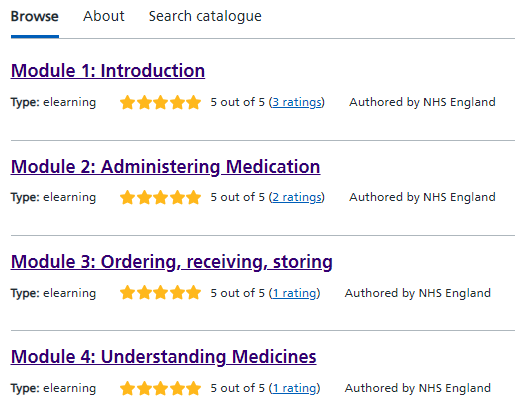 Browse About Search catalogue
Module 1: Introduction
Type: elearning 5 out of 5 (3 ratings) Authored by NHS England
Module 2: Administering Medication
Type: elearning 5 out of 5 (2 ratings) Authored by NHS England
Module 3: Ordering, receiving, storing
Type: elearning 5 out of 5 (1 rating) Authored by NHS England
Module 4: Understanding Medicines
Type: elearning 5 out of 5 (1 rating) Authored by NHS England